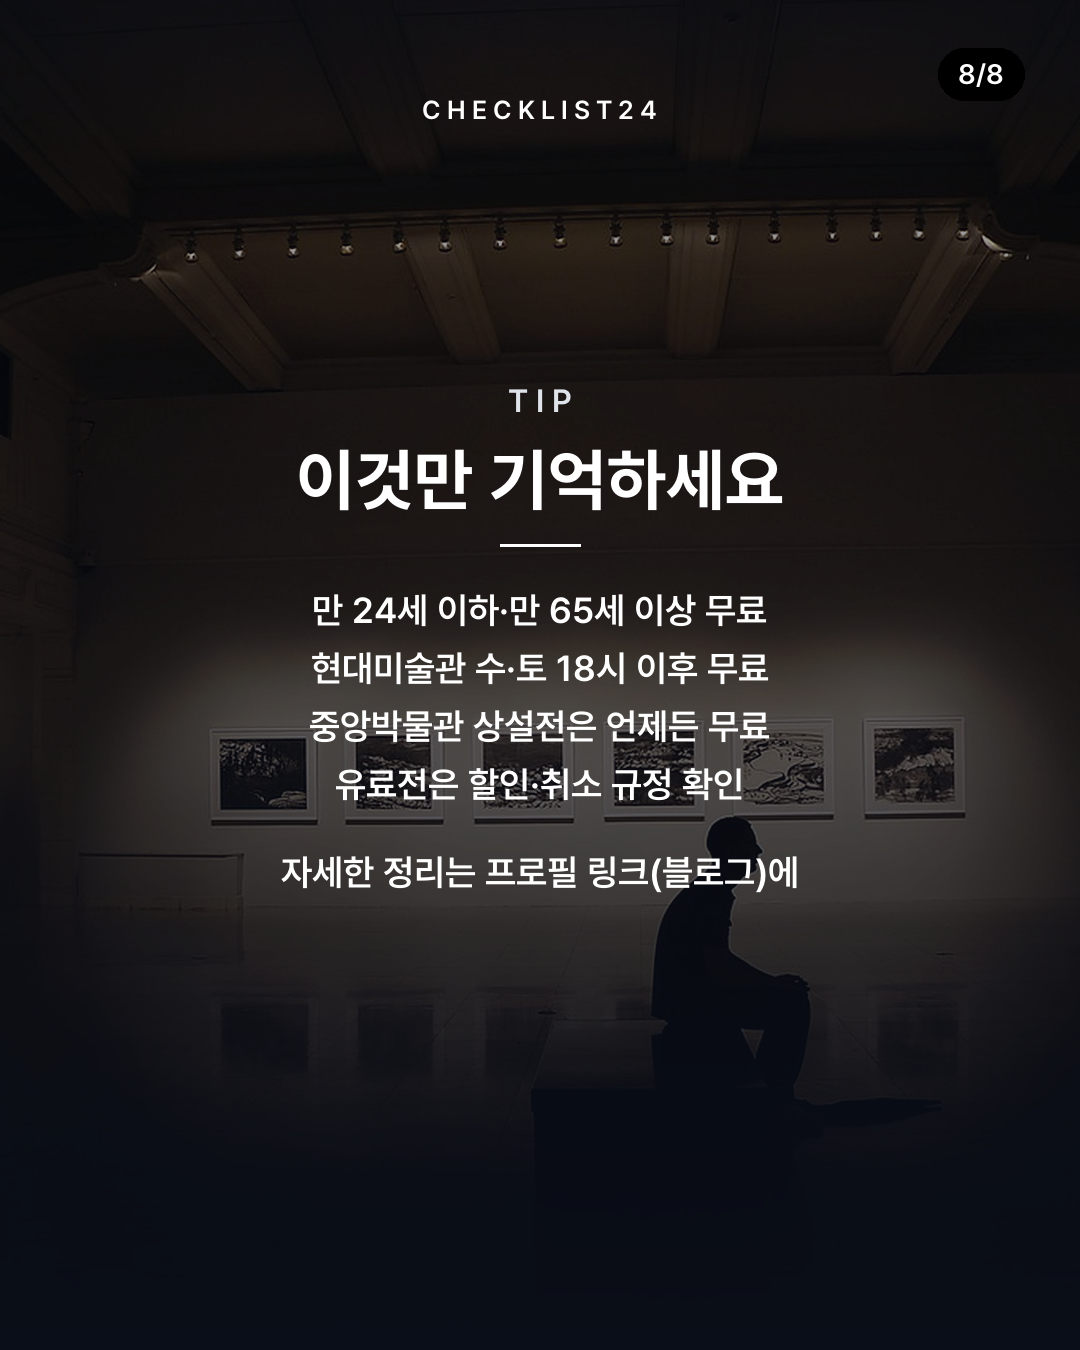 8/8
CHECKLIST24
TIP
이것만 기억하세요
만 24세 이하·만 65세 이상 무료
현대미술관 수·토 18시 이후 무료
중앙박물관 상설전은 언제든 무료
유료전은 할인·취소 규정 확인
자세한 정리는 프로필 링크(블로그)에